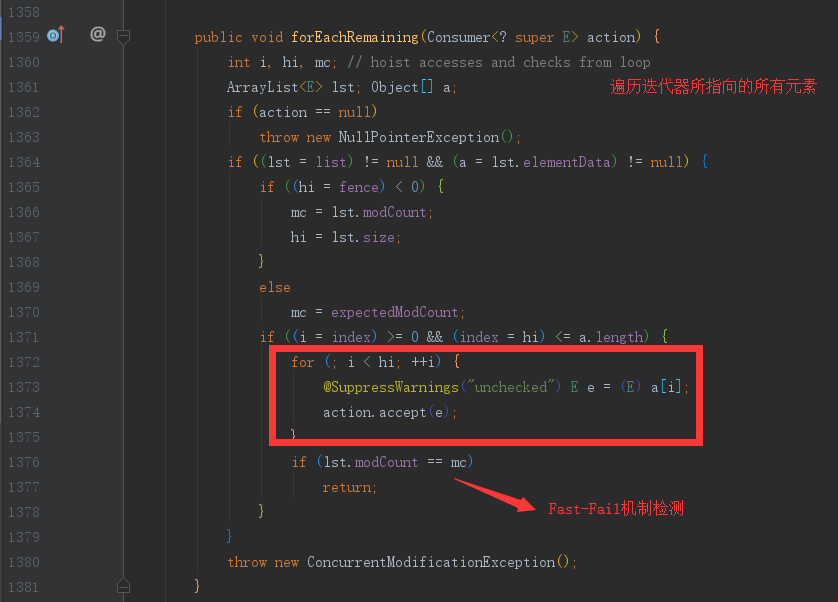 1358
1359 @ public void forEachRemaining(Consumer<? super E> action) {
1360 int i, hi, mc; // hoist accesses and checks from loop
1361 ArrayList<E> lst; Object[] a; 遍历迭代器所指向的所有元素
1362 if (action == null)
1363 throw new NullPointerException();
1364 if ((lst = list) != null && (a = lst.elementData) != null) {
1365 if ((hi = fence) < 0) {
1366 mc = lst.modCount;
1367 hi = lst.size;
1368 }
1369 else
1370 mc = expectedModCount;
1371 if ((i = index) >= 0 && (index = hi) <= a.length) {
1372 for (; i < hi; ++i) {
1373 @SuppressWarnings("unchecked") E e = (E) a[i];
1374 action.accept(e);
1375 }
1376 if (lst.modCount == mc)
1377 return;
1378 } Fast-Fail机制检测
1379 }
1380 throw new ConcurrentModificationException();
1381 }